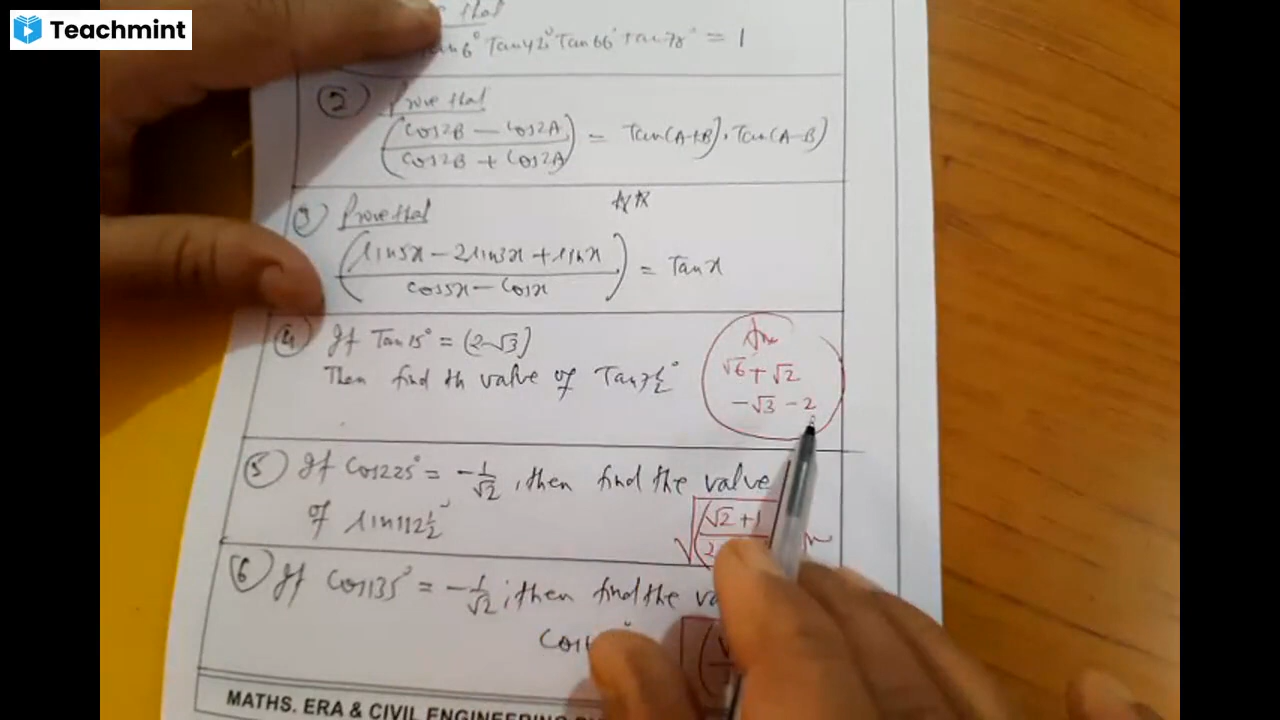 Teachmint
that
Tan6° Tan42° Tan66° tan78° = 1
② Prove that
(cos2B - cos2A / cos2B + cos2A) = Tan(A+B). Tan(A-B)
③ Prove that
(sin5x - 2sin3x + sinx / cos5x - cosx) = Tanx
④ If Tan15° = (2-√3)
Then find th value of Tan7½°
Ans
√6 + √2
-√3 - 2
⑤ If Cos225° = -1/√2, then find the value
of sin112½°
√2 + 1
⑥ If Cos135° = -1/√2; then find the
MATHS. ERA & CIVIL ENGINEERING